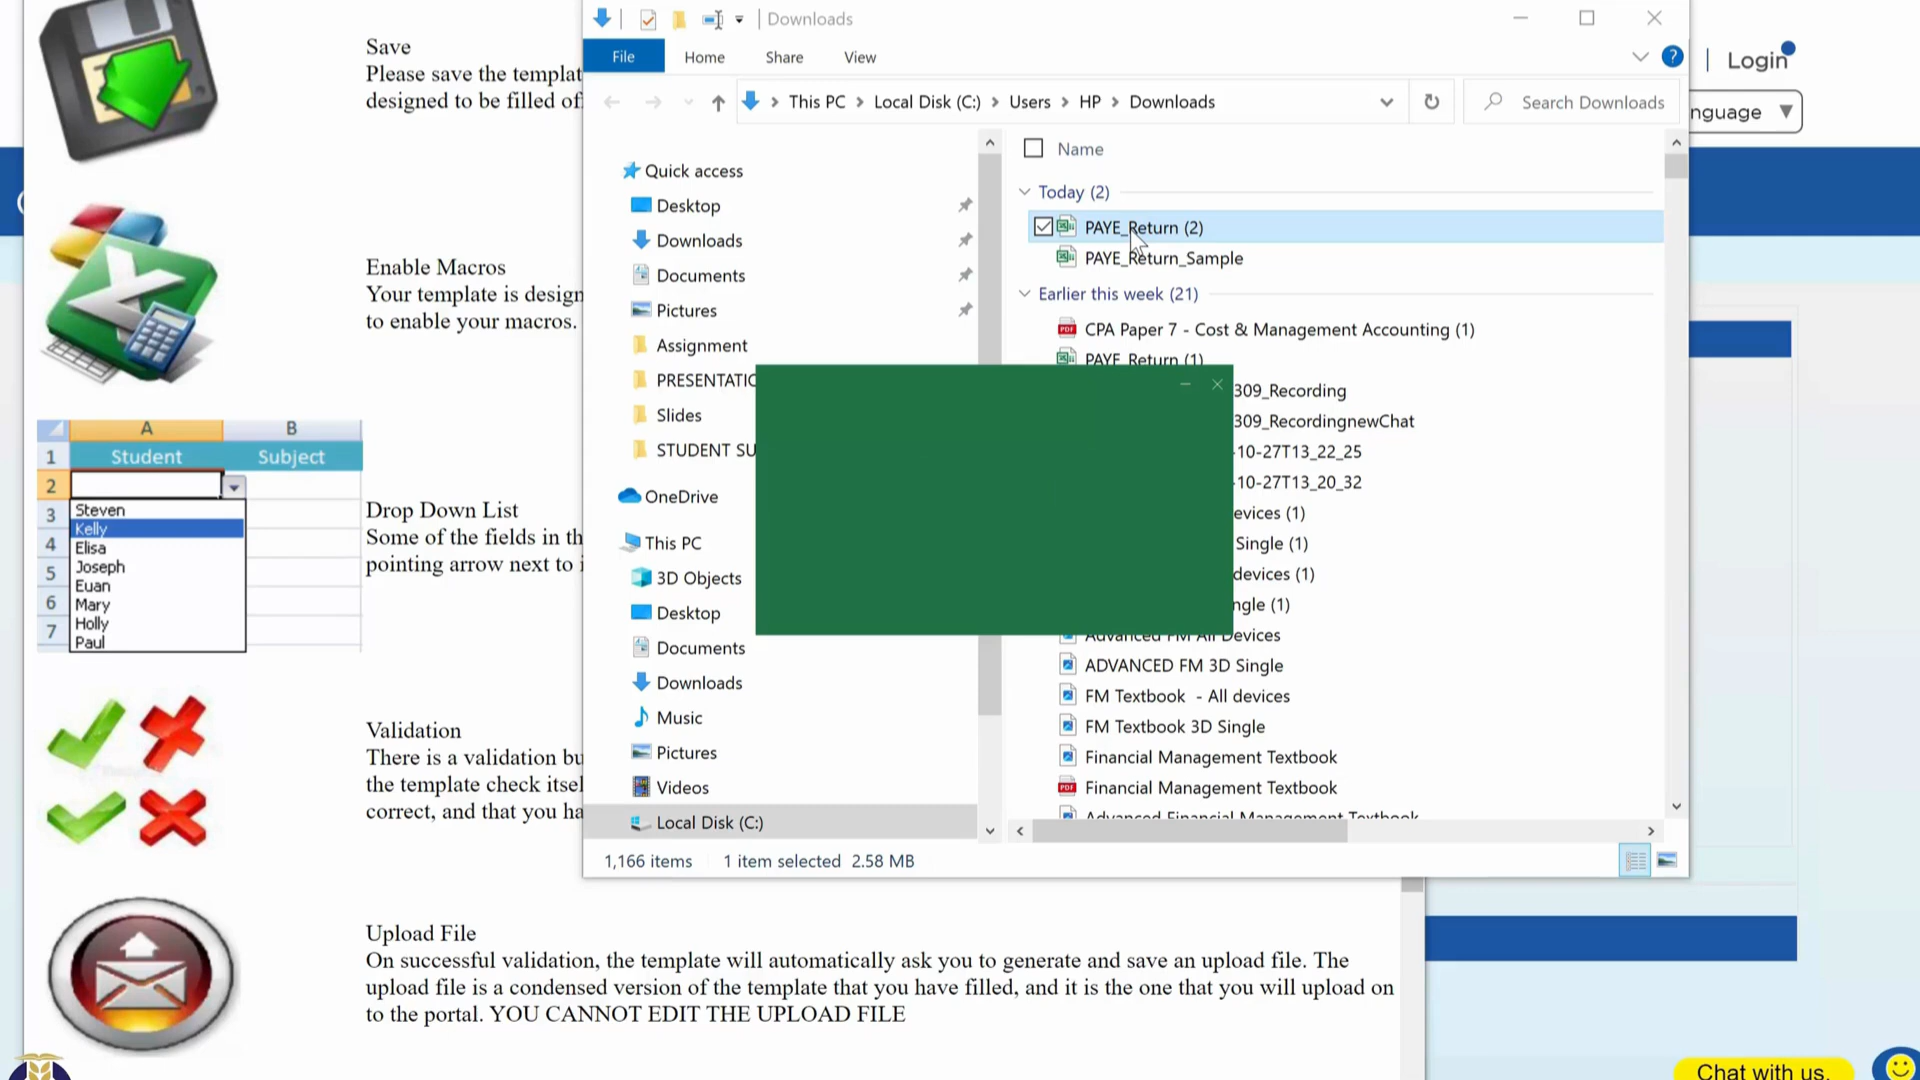 Save
Please save the templat
designed to be filled of
Enable Macros
Your template is design
to enable your macros.
A B
1 Student Subject
2
3 Steven
Kelly
4 Elisa
5 Joseph
Euan
6 Mary
7 Holly
Paul
Drop Down List
Some of the fields in th
pointing arrow next to i
Validation
There is a validation bu
the template check itsel
correct, and that you ha
Upload File
On successful validation, the template will automatically ask you to generate and save an upload file. The
upload file is a condensed version of the template that you have filled, and it is the one that you will upload on
to the portal. YOU CANNOT EDIT THE UPLOAD FILE
Downloads
File Home Share View
This PC Local Disk (C:) Users HP Downloads
Search Downloads
Quick access
Desktop
Downloads
Documents
Pictures
Assignment
PRESENTATIO
Slides
STUDENT SU
OneDrive
This PC
3D Objects
Desktop
Documents
Downloads
Music
Pictures
Videos
Local Disk (C:)
Name
Today (2)
PAYE_Return (2)
PAYE_Return_Sample
Earlier this week (21)
CPA Paper 7 - Cost & Management Accounting (1)
PAYE_Return (1)
309_Recording
309_RecordingnewChat
-10-27T13_22_25
-10-27T13_20_32
evices (1)
Single (1)
devices (1)
ngle (1)
Advanced FM All Devices
ADVANCED FM 3D Single
FM Textbook - All devices
FM Textbook 3D Single
Financial Management Textbook
Financial Management Textbook
Advanced Financial Management Textbook
1,166 items 1 item selected 2.58 MB
Login
nguage
Chat with us.